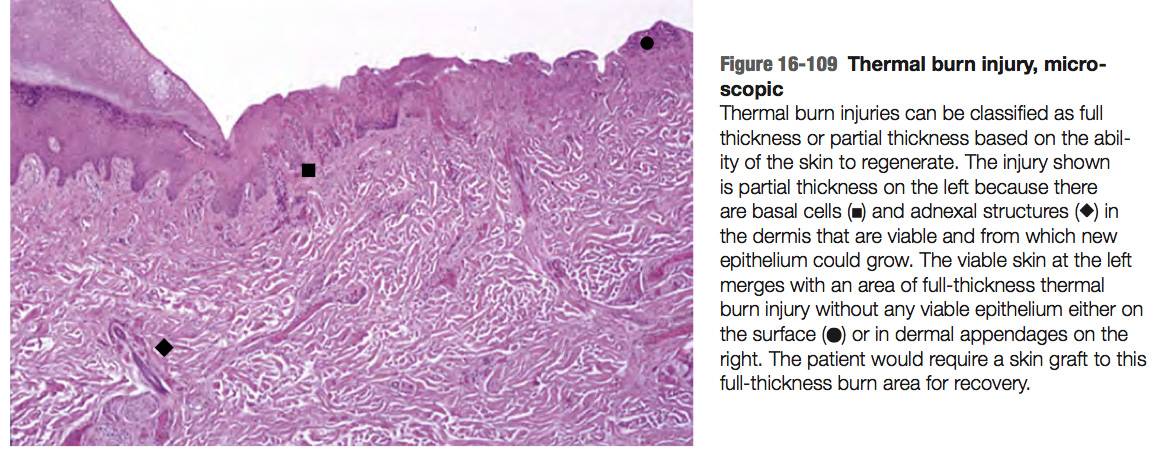 Figure 16-109 Thermal burn injury, micro-
scopic
Thermal burn injuries can be classified as full
thickness or partial thickness based on the abil-
ity of the skin to regenerate. The injury shown
is partial thickness on the left because there
are basal cells (■) and adnexal structures (◆) in
the dermis that are viable and from which new
epithelium could grow. The viable skin at the left
merges with an area of full-thickness thermal
burn injury without any viable epithelium either on
the surface (●) or in dermal appendages on the
right. The patient would require a skin graft to this
full-thickness burn area for recovery.